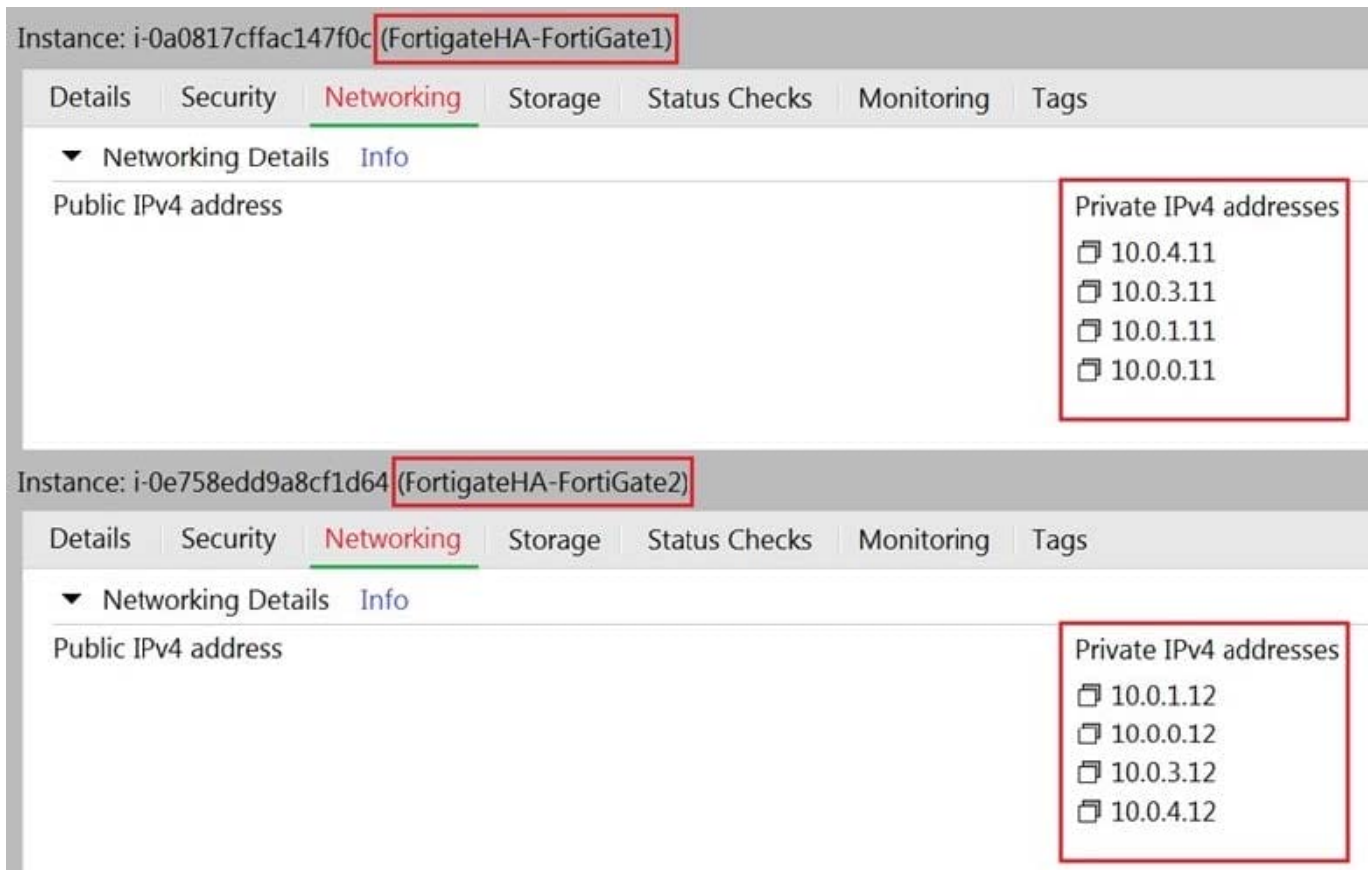 Instance: i-0a0817cffac147f0c (FortigateHA-FortiGate1)
Details Security Networking Storage Status Checks Monitoring Tags
Networking Details Info
Public IPv4 address Private IPv4 addresses
10.0.4.11
10.0.3.11
10.0.1.11
10.0.0.11
Instance: i-0e758edd9a8cf1d64 (FortigateHA-FortiGate2)
Details Security Networking Storage Status Checks Monitoring Tags
Networking Details Info
Public IPv4 address Private IPv4 addresses
10.0.1.12
10.0.0.12
10.0.3.12
10.0.4.12